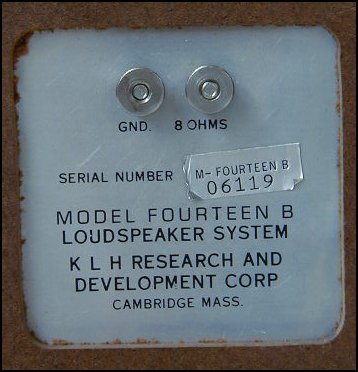 GND. 8 OHMS
SERIAL NUMBER M- FOURTEEN B
06119
MODEL FOURTEEN B
LOUDSPEAKER SYSTEM
K L H RESEARCH AND
DEVELOPMENT CORP
CAMBRIDGE MASS.